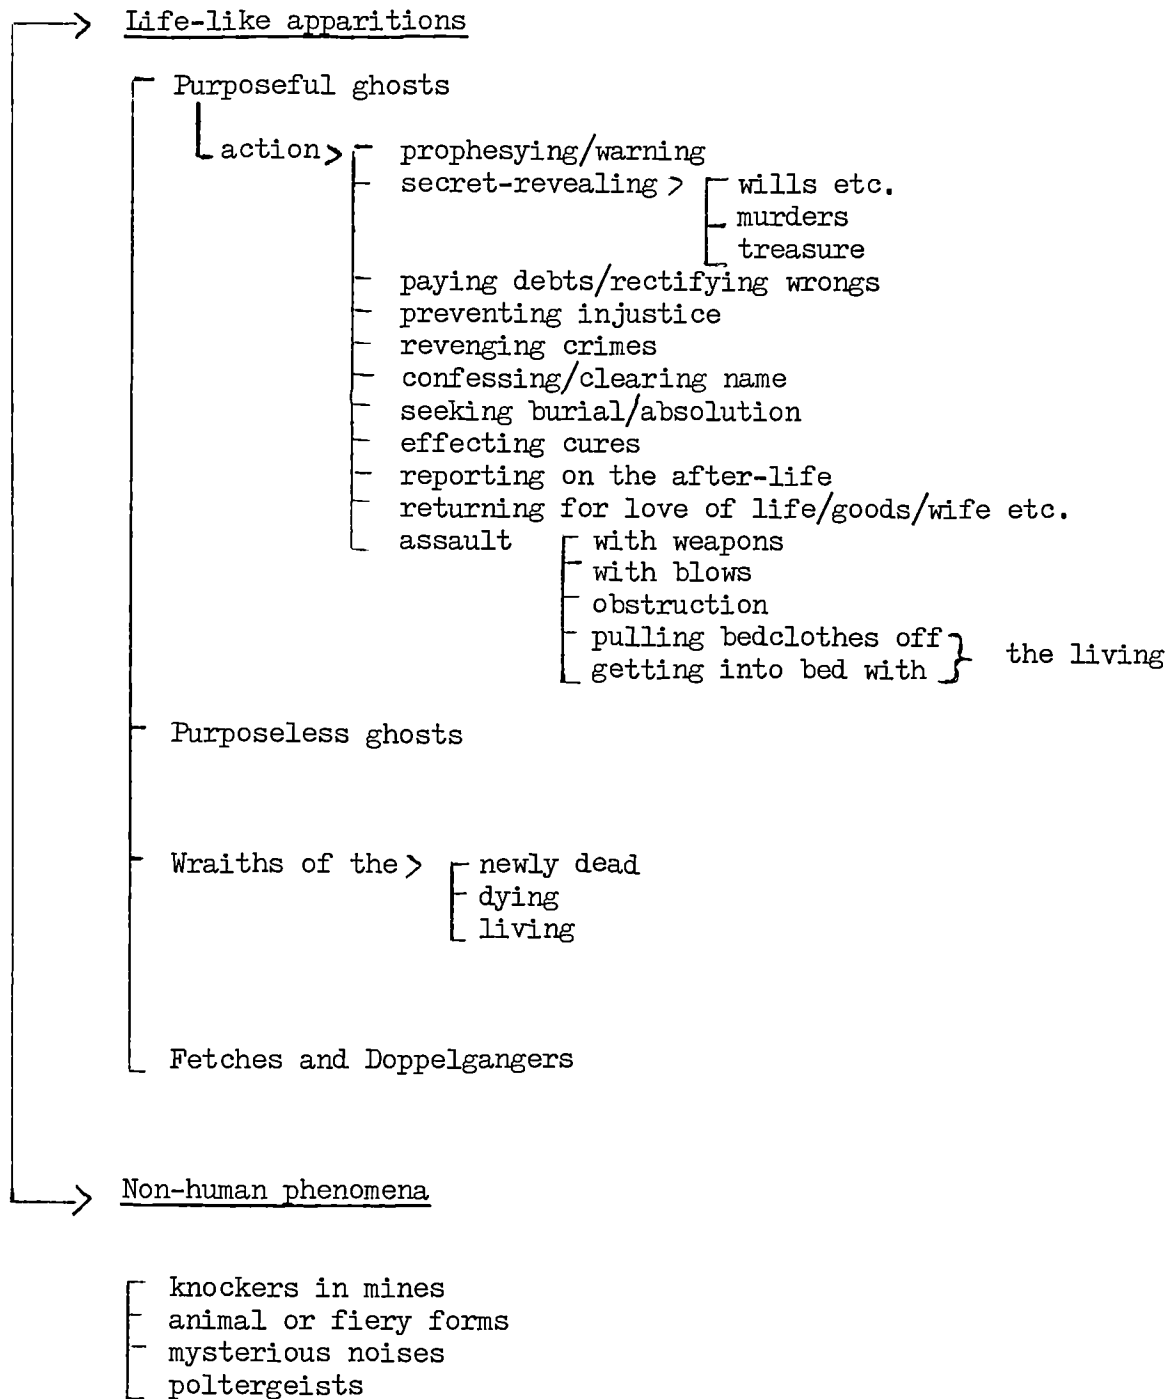 Life-like apparitions
Purposeful ghosts
action > prophesying/warning
secret-revealing > wills etc.
murders
treasure
paying debts/rectifying wrongs
preventing injustice
revenging crimes
confessing/clearing name
seeking burial/absolution
effecting cures
reporting on the after-life
returning for love of life/goods/wife etc.
assault with weapons
with blows
obstruction
pulling bedclothes off
getting into bed with } the living
Purposeless ghosts
Wraiths of the > newly dead
dying
living
Fetches and Doppelgangers
Non-human phenomena
knockers in mines
animal or fiery forms
mysterious noises
poltergeists